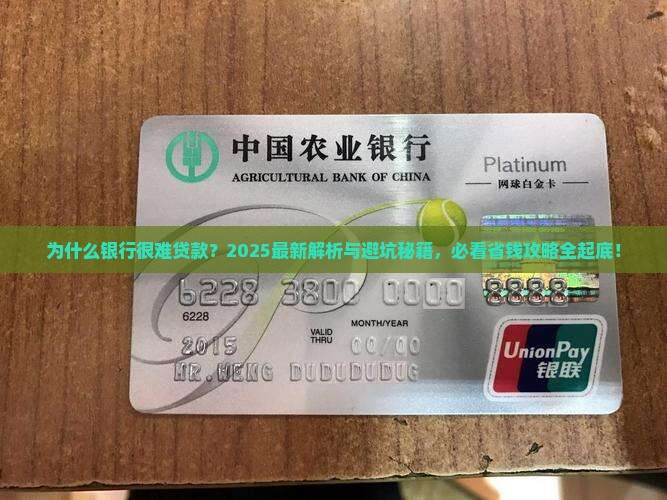 中国农业银行
AGRICULTURAL BANK OF CHINA
Platinum
网球白金卡
为什么银行很难贷款？2025最新解析与避坑秘籍，必看省钱攻略全起底！
6228 3800 0000 8888
6228
VALID THRU
MONTH/YEAR
2015 00/00
MR.WENG DUDUDUDUG
UnionPay
银联